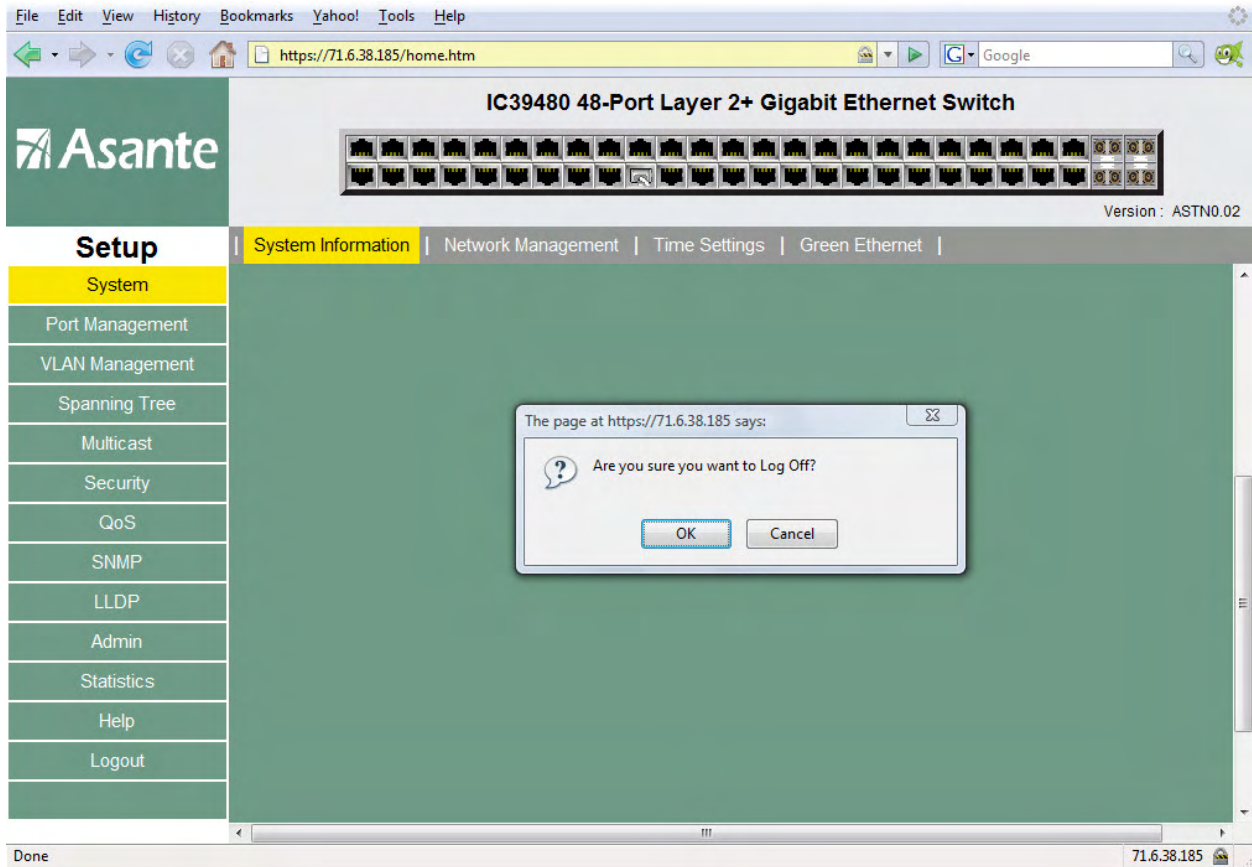 File Edit View History Bookmarks Yahoo! Tools Help
https://71.6.38.185/home.htm
G Google
IC39480 48-Port Layer 2+ Gigabit Ethernet Switch
Asante
Version : ASTN0.02
Setup
| System Information | Network Management | Time Settings | Green Ethernet |
System
Port Management
VLAN Management
Spanning Tree
Multicast
Security
QoS
SNMP
LLDP
Admin
Statistics
Help
Logout
The page at https://71.6.38.185 says:
? Are you sure you want to Log Off?
OK Cancel
Done 71.6.38.185